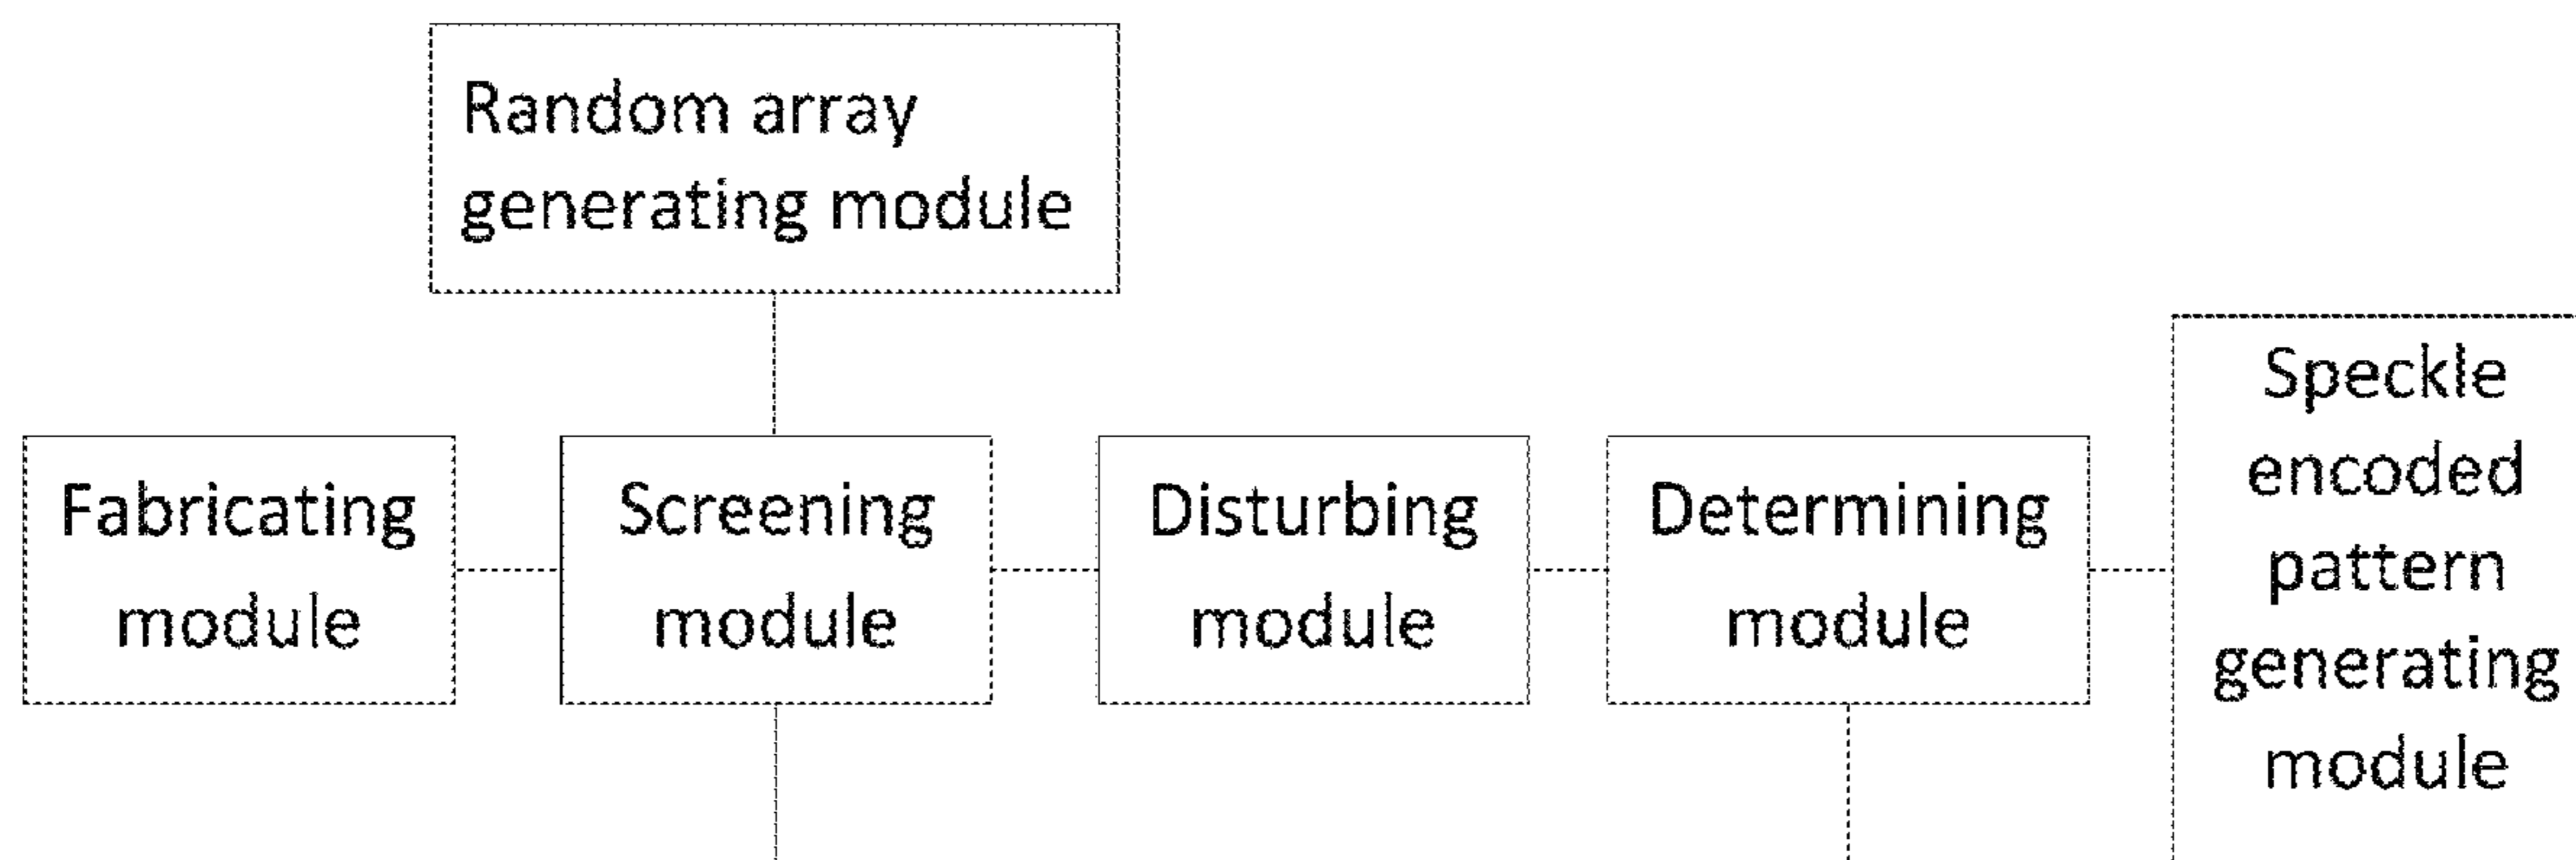 Random array
generating module
Fabricating
module
Screening
module
Disturbing
module
Determining
module
Speckle
encoded
pattern
generating
module